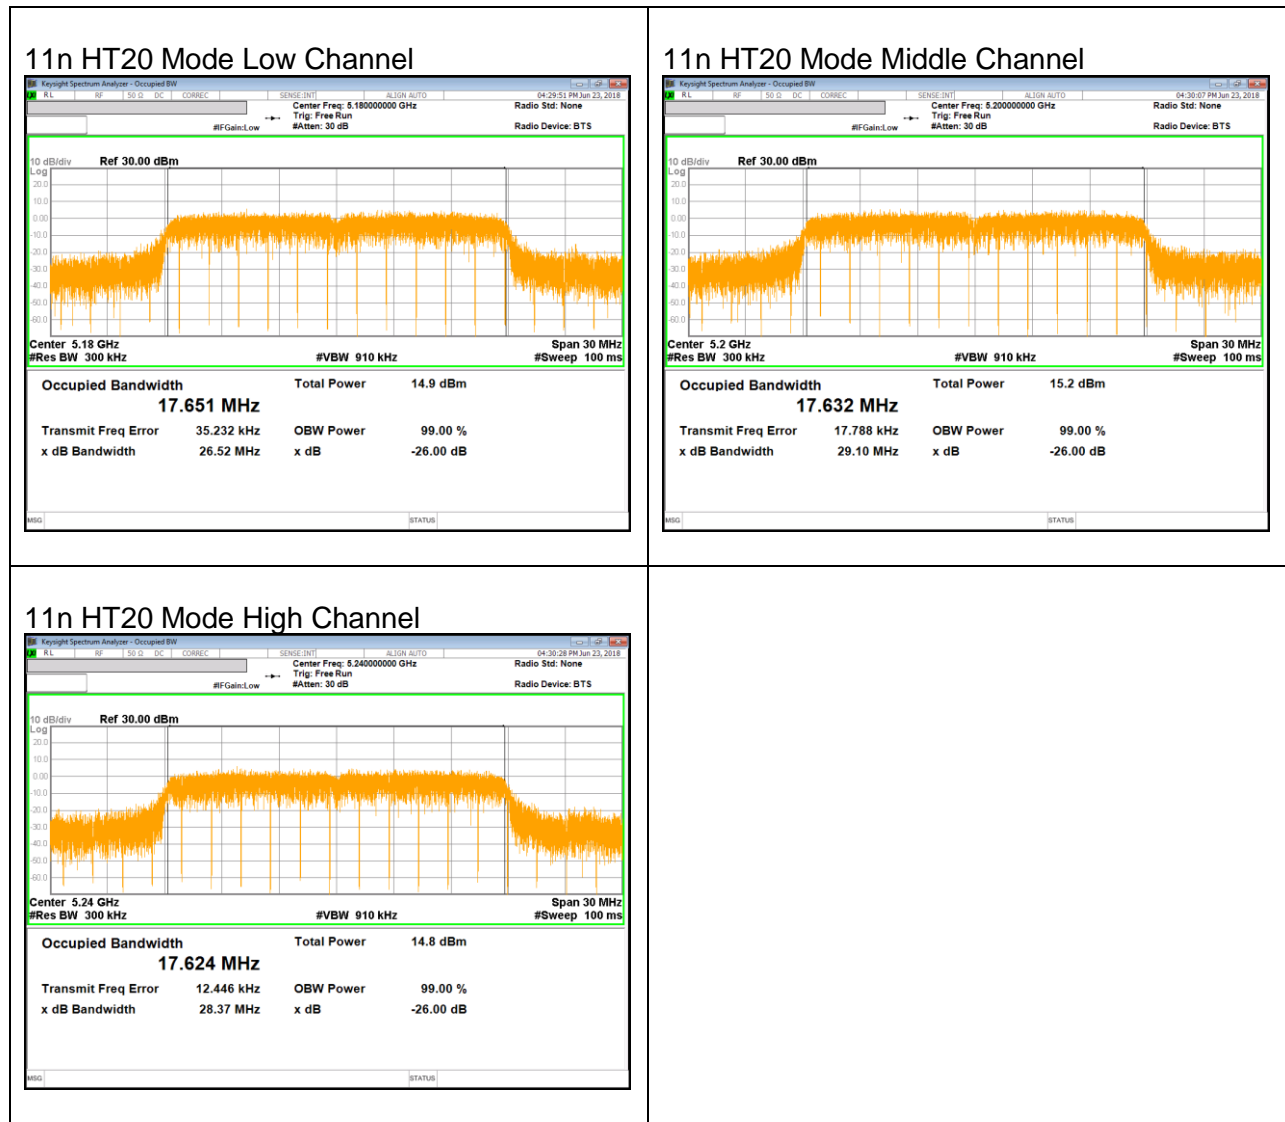 11n HT20 Mode Low Channel
Keysight Spectrum Analyzer - Occupied BW
RL RF 50 Ω DC CORREC SENSE:INT ALIGN AUTO 04:29:51 PM Jun 23, 2018
Center Freq: 5.180000000 GHz Radio Std: None
Trig: Free Run
#IFGain:Low #Atten: 30 dB Radio Device: BTS
10 dB/div Ref 30.00 dBm
Log
20.0
10.0
0.00
-10.0
-20.0
-30.0
-40.0
-50.0
-60.0
Center 5.18 GHz Span 30 MHz
#Res BW 300 kHz #VBW 910 kHz #Sweep 100 ms
Occupied Bandwidth Total Power 14.9 dBm
17.651 MHz
Transmit Freq Error 35.232 kHz OBW Power 99.00 %
x dB Bandwidth 26.52 MHz x dB -26.00 dB
MSG STATUS
11n HT20 Mode Middle Channel
Keysight Spectrum Analyzer - Occupied BW
RL RF 50 Ω DC CORREC SENSE:INT ALIGN AUTO 04:30:07 PM Jun 23, 2018
Center Freq: 5.200000000 GHz Radio Std: None
Trig: Free Run
#IFGain:Low #Atten: 30 dB Radio Device: BTS
10 dB/div Ref 30.00 dBm
Log
20.0
10.0
0.00
-10.0
-20.0
-30.0
-40.0
-50.0
-60.0
Center 5.2 GHz Span 30 MHz
#Res BW 300 kHz #VBW 910 kHz #Sweep 100 ms
Occupied Bandwidth Total Power 15.2 dBm
17.632 MHz
Transmit Freq Error 17.788 kHz OBW Power 99.00 %
x dB Bandwidth 29.10 MHz x dB -26.00 dB
MSG STATUS
11n HT20 Mode High Channel
Keysight Spectrum Analyzer - Occupied BW
RL RF 50 Ω DC CORREC SENSE:INT ALIGN AUTO 04:30:28 PM Jun 23, 2018
Center Freq: 5.240000000 GHz Radio Std: None
Trig: Free Run
#IFGain:Low #Atten: 30 dB Radio Device: BTS
10 dB/div Ref 30.00 dBm
Log
20.0
10.0
0.00
-10.0
-20.0
-30.0
-40.0
-50.0
-60.0
Center 5.24 GHz Span 30 MHz
#Res BW 300 kHz #VBW 910 kHz #Sweep 100 ms
Occupied Bandwidth Total Power 14.8 dBm
17.624 MHz
Transmit Freq Error 12.446 kHz OBW Power 99.00 %
x dB Bandwidth 28.37 MHz x dB -26.00 dB
MSG STATUS